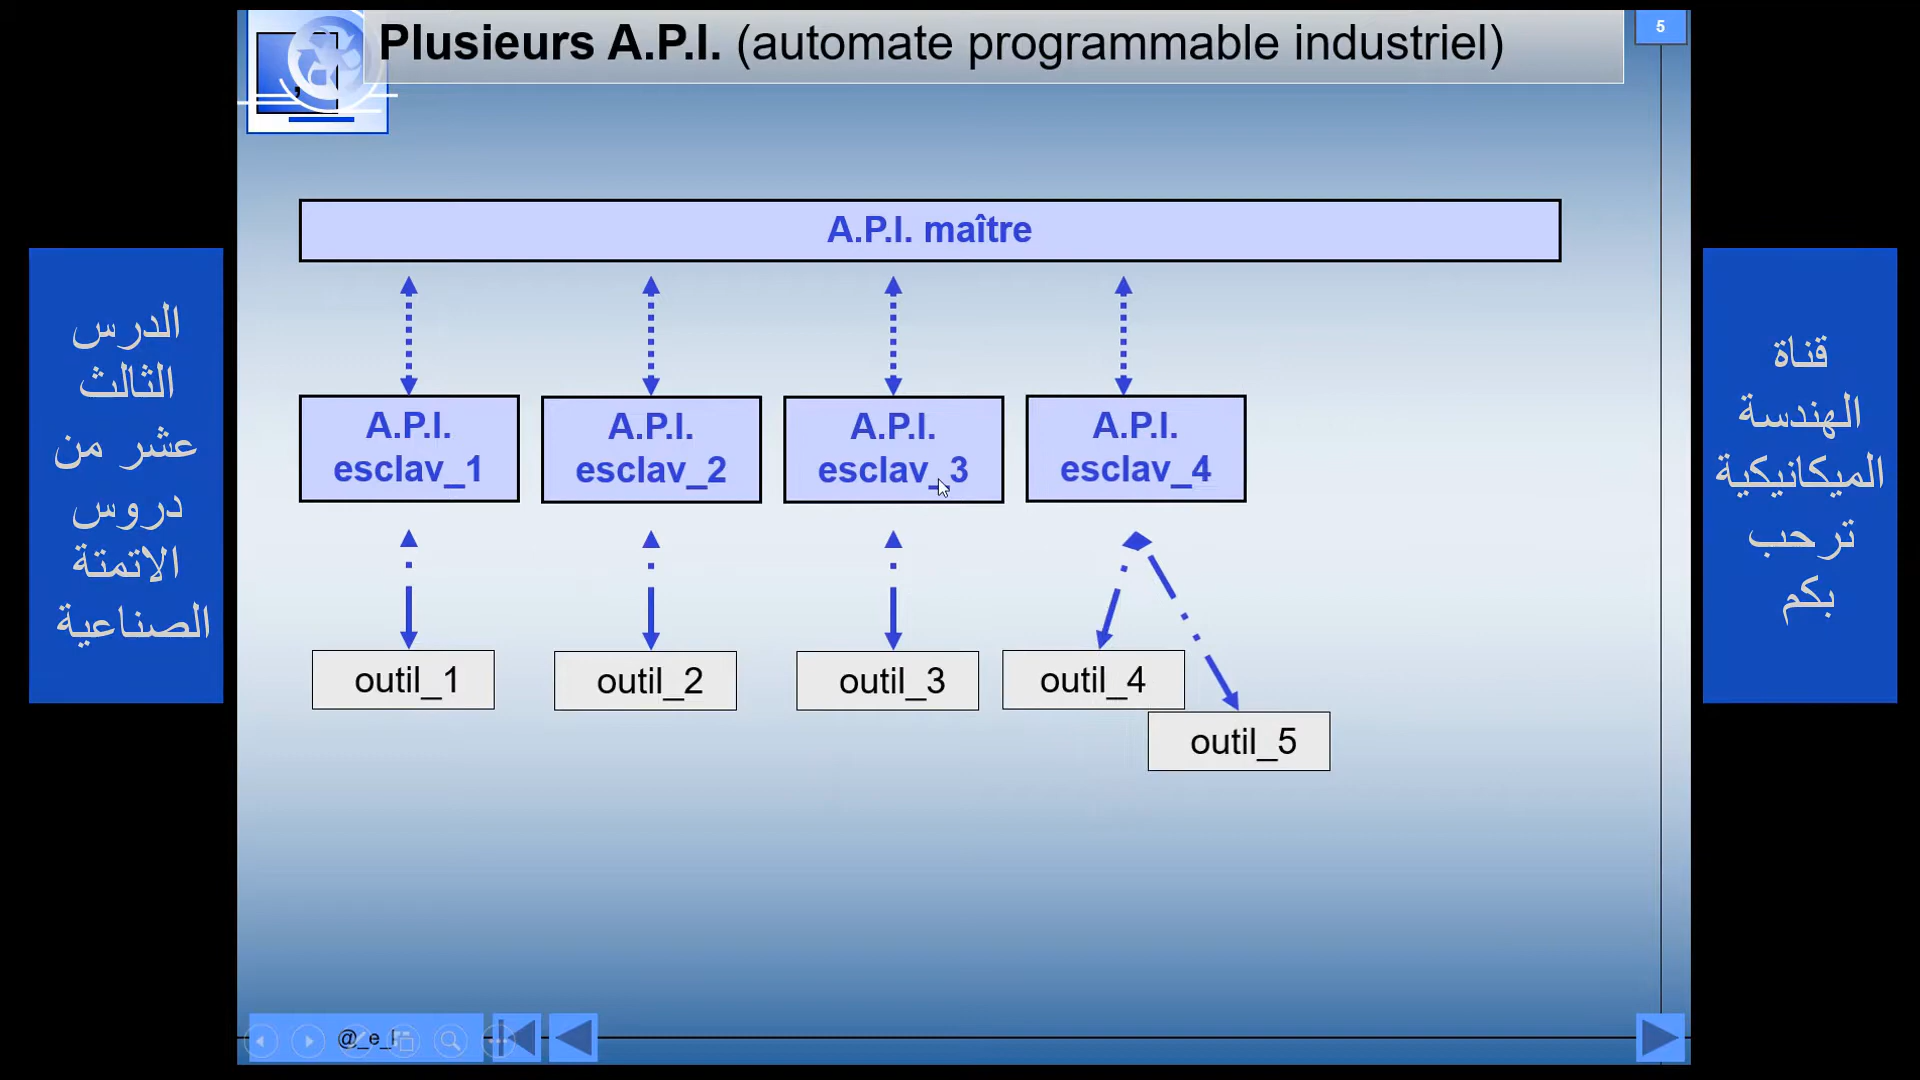 Plusieurs A.P.I. (automate programmable industriel)
5
A.P.I. maître
A.P.I.
esclav_1
A.P.I.
esclav_2
A.P.I.
esclav_3
A.P.I.
esclav_4
outil_1
outil_2
outil_3
outil_4
outil_5
الدرس
الثالث
عشر من
دروس
الاتمتة
الصناعية
قناة
الهندسة
الميكانيكية
ترحب
بكم